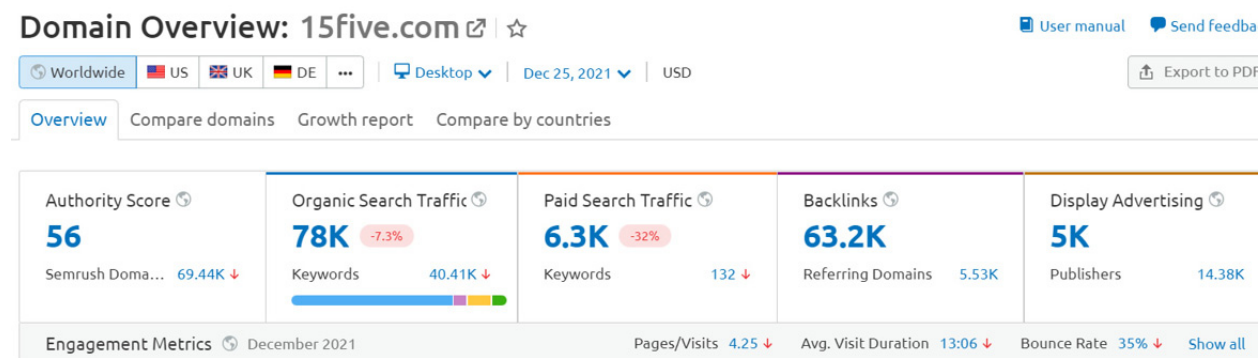 Domain Overview: 15five.com
User manual Send feedba
Worldwide US UK DE ... Desktop Dec 25, 2021 USD Export to PDF
Overview Compare domains Growth report Compare by countries
Authority Score Organic Search Traffic Paid Search Traffic Backlinks Display Advertising
56 78K -7.3% 6.3K -32% 63.2K 5K
Semrush Doma... 69.44K ↓ Keywords 40.41K ↓ Keywords 132 ↓ Referring Domains 5.53K Publishers 14.38K
Engagement Metrics December 2021 Pages/Visits 4.25 ↓ Avg. Visit Duration 13:06 ↓ Bounce Rate 35% ↓ Show all